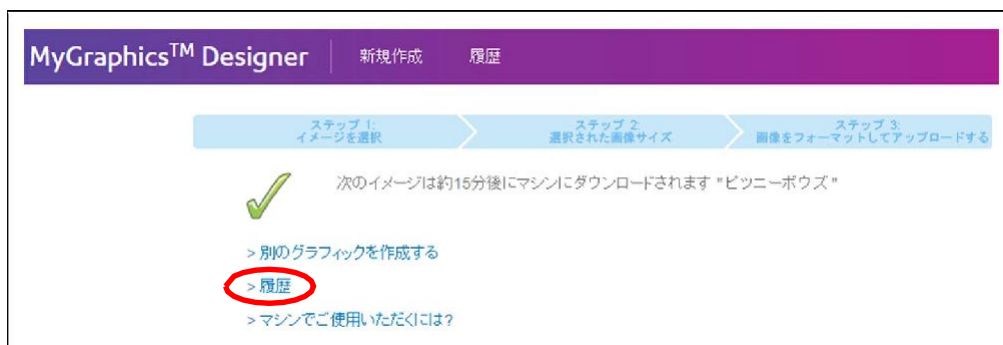 MyGraphics™ Designer 新規作成 履歴
ステップ 1: ステップ 2: ステップ 3:
イメージを選択 選択された画像サイズ 画像をフォーマットしてアップロードする
次のイメージは約15分後にマシンにダウンロードされます "ピツニーボウズ"
> 別のグラフィックを作成する
> 履歴
> マシンでご使用いただくには?